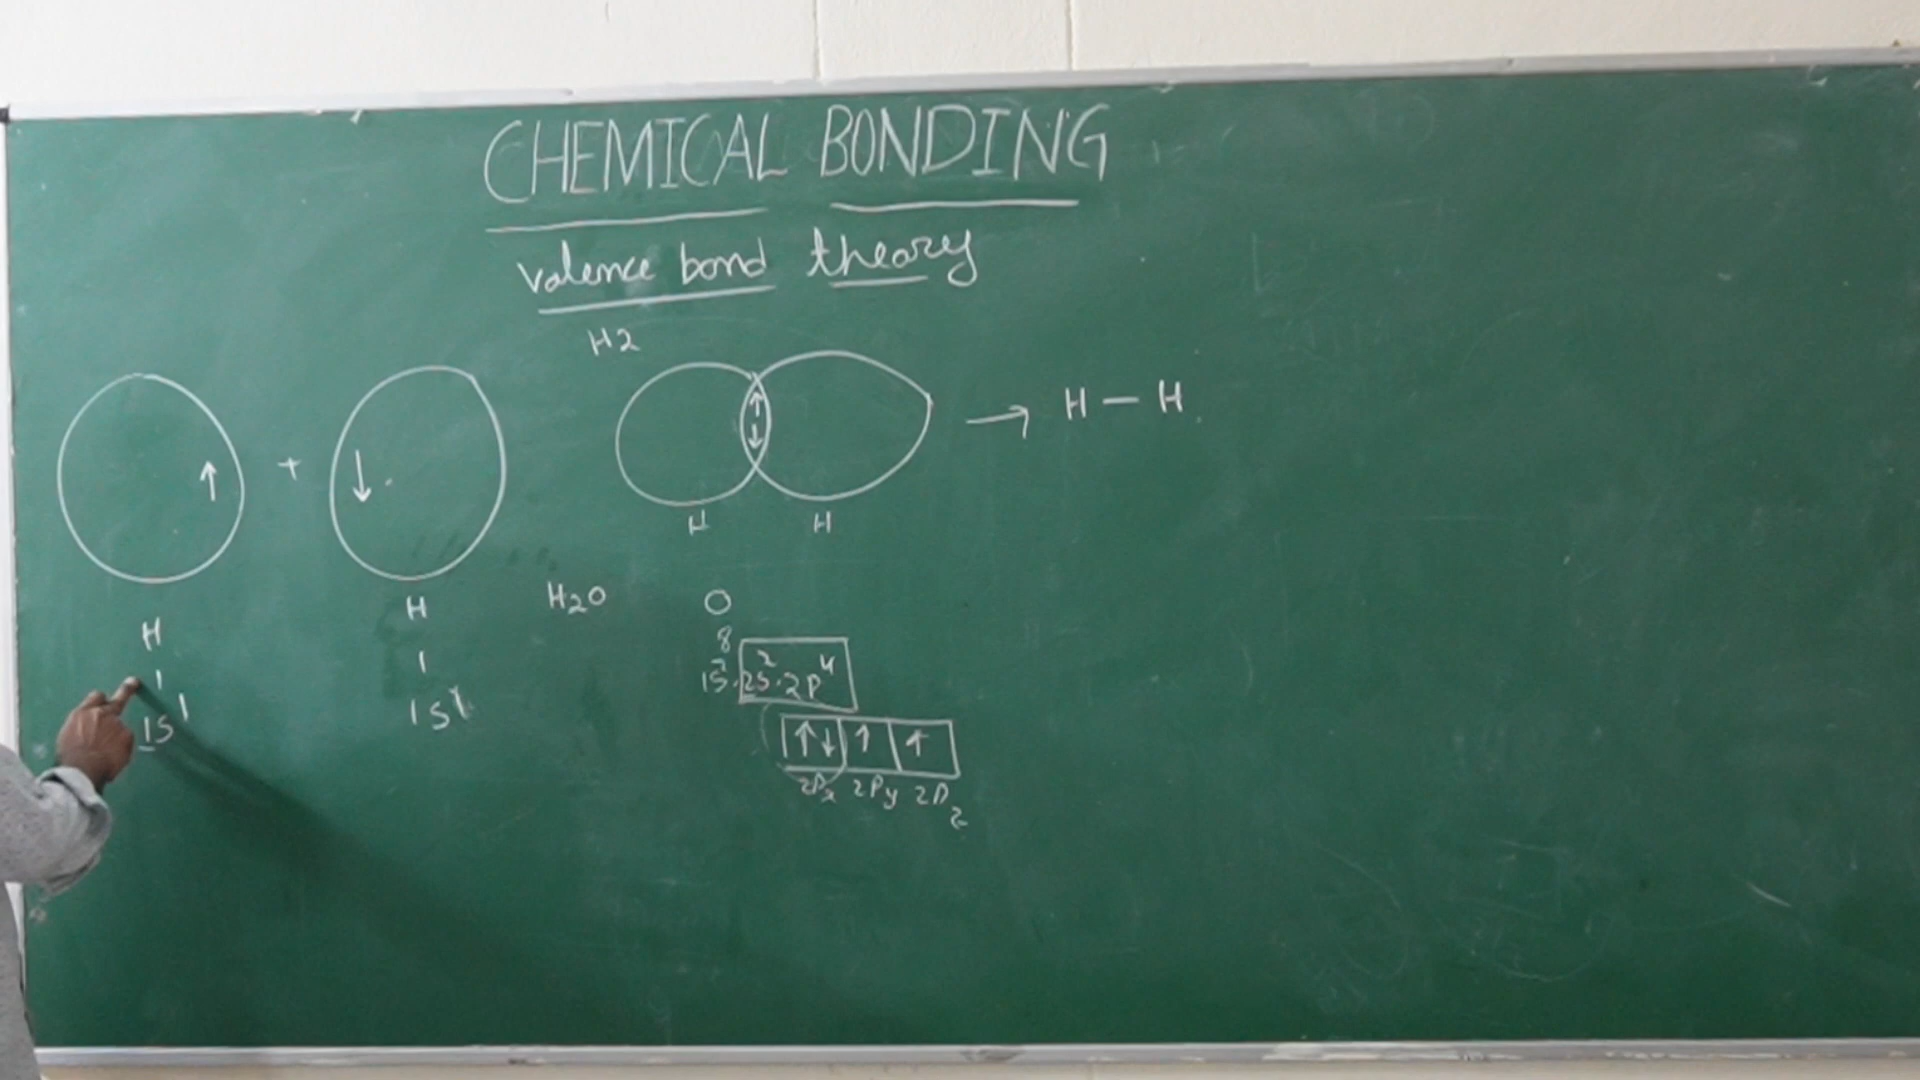 CHEMICAL BONDING
valence bond theory
H2
H — H
H H
+
H
1
1S1
H
1
1S1
H2O
O
8
1S2.2S2.2P4
↑↓ ↑ ↑
2Px 2Py 2Pz